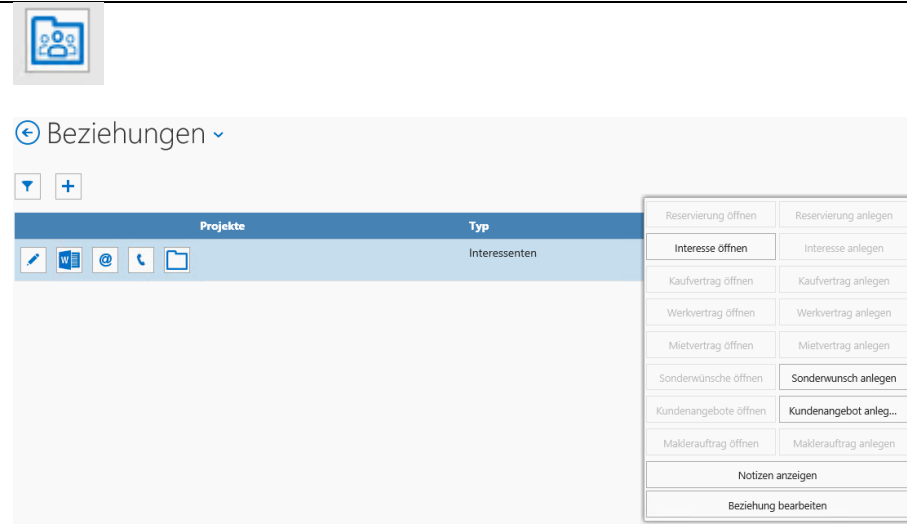 Beziehungen
Projekte Typ
W @ Interessenten
Reservierung öffnen Reservierung anlegen
Interesse öffnen Interesse anlegen
Kaufvertrag öffnen Kaufvertrag anlegen
Werkvertrag öffnen Werkvertrag anlegen
Mietvertrag öffnen Mietvertrag anlegen
Sonderwünsche öffnen Sonderwunsch anlegen
Kundenangebote öffnen Kundenangebot anleg...
Maklerauftrag öffnen Maklerauftrag anlegen
Notizen anzeigen
Beziehung bearbeiten